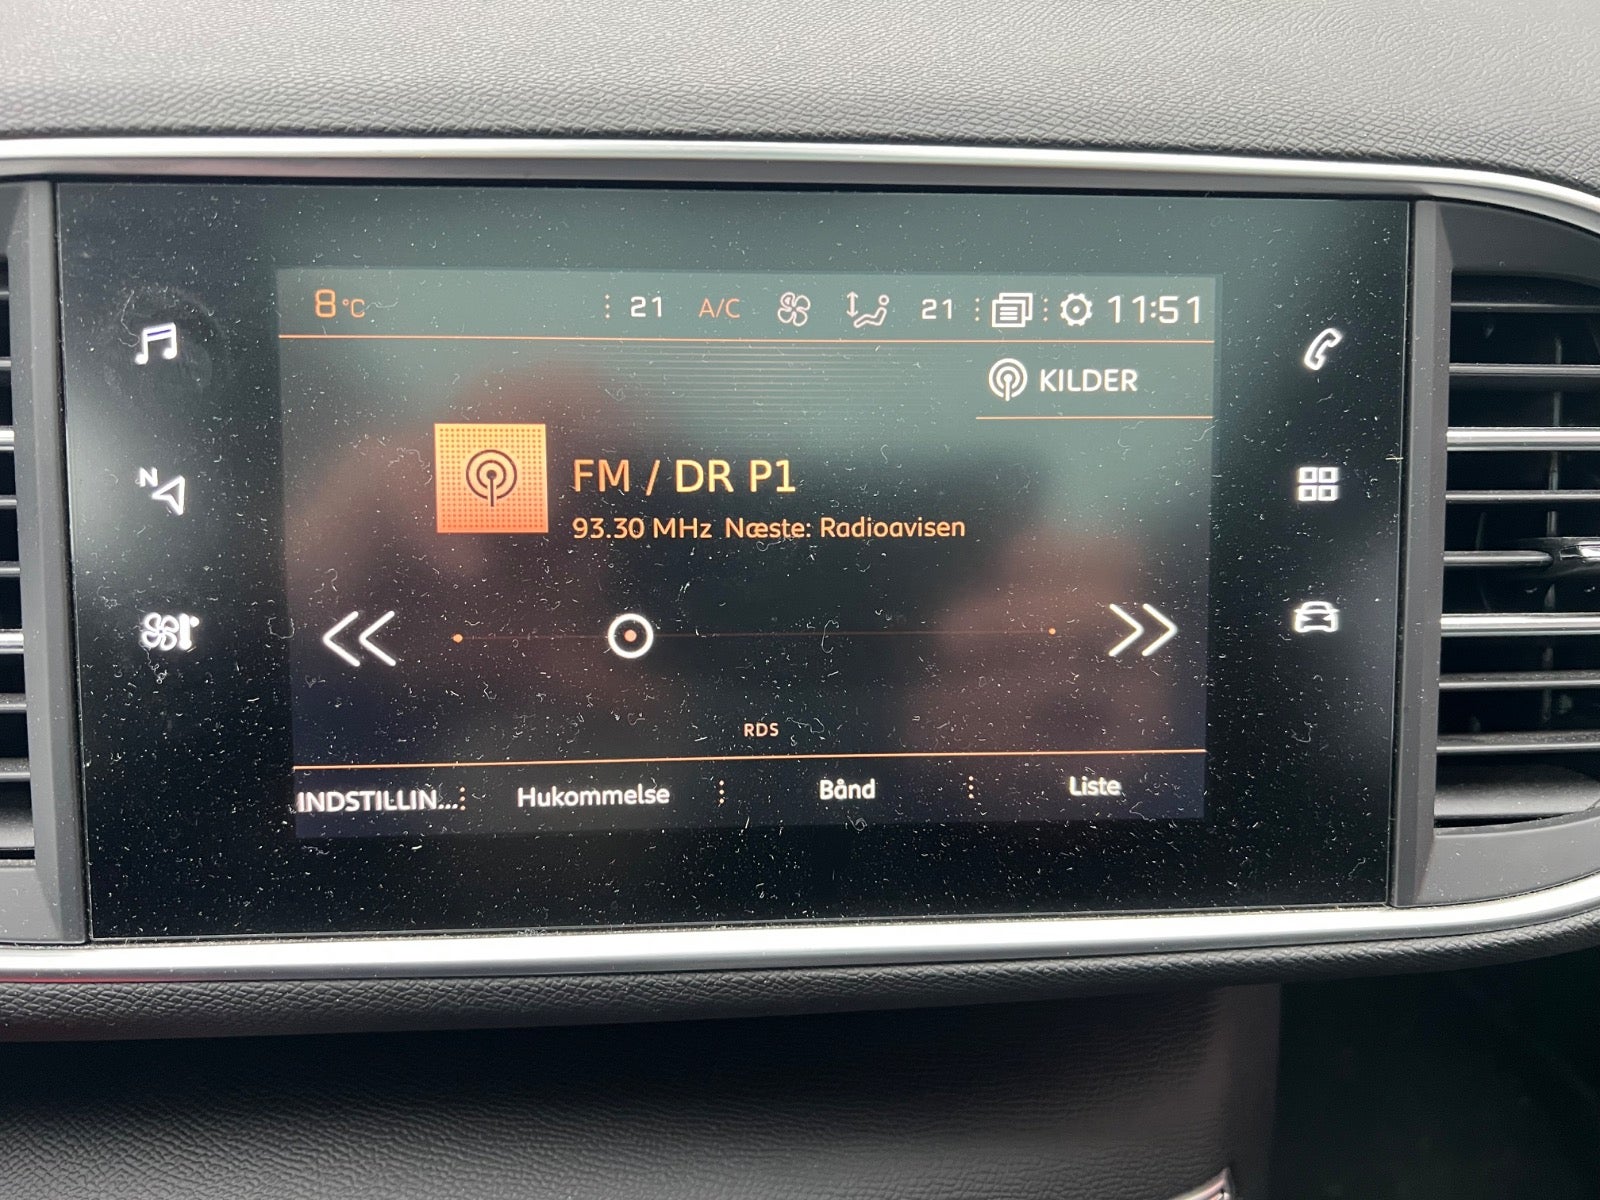 8°C 21 A/C 21 11:51
KILDER
FM / DR P1
93.30 MHz Næste: Radioavisen
N
RDS
INDSTILLIN... Hukommelse Bånd Liste